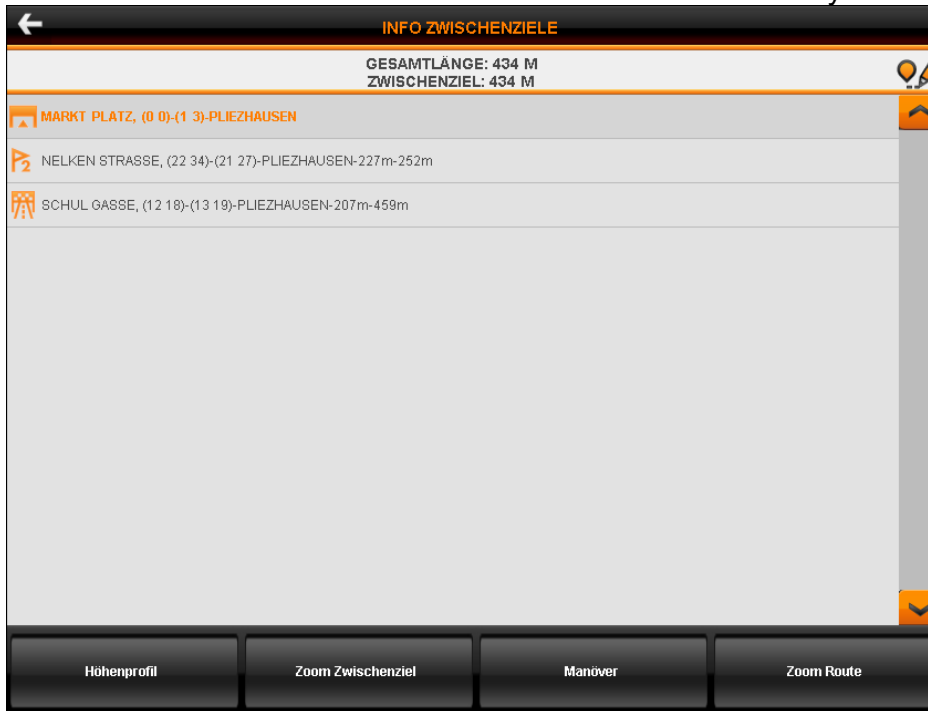 INFO ZWISCHENZIELE
GESAMTLÄNGE: 434 M
ZWISCHENZIEL: 434 M
MARKT PLATZ, (0 0)-(1 3)-PLIEZHAUSEN
2 NELKEN STRASSE, (22 34)-(21 27)-PLIEZHAUSEN-227m-252m
SCHUL GASSE, (12 18)-(13 19)-PLIEZHAUSEN-207m-459m
Höhenprofil Zoom Zwischenziel Manöver Zoom Route